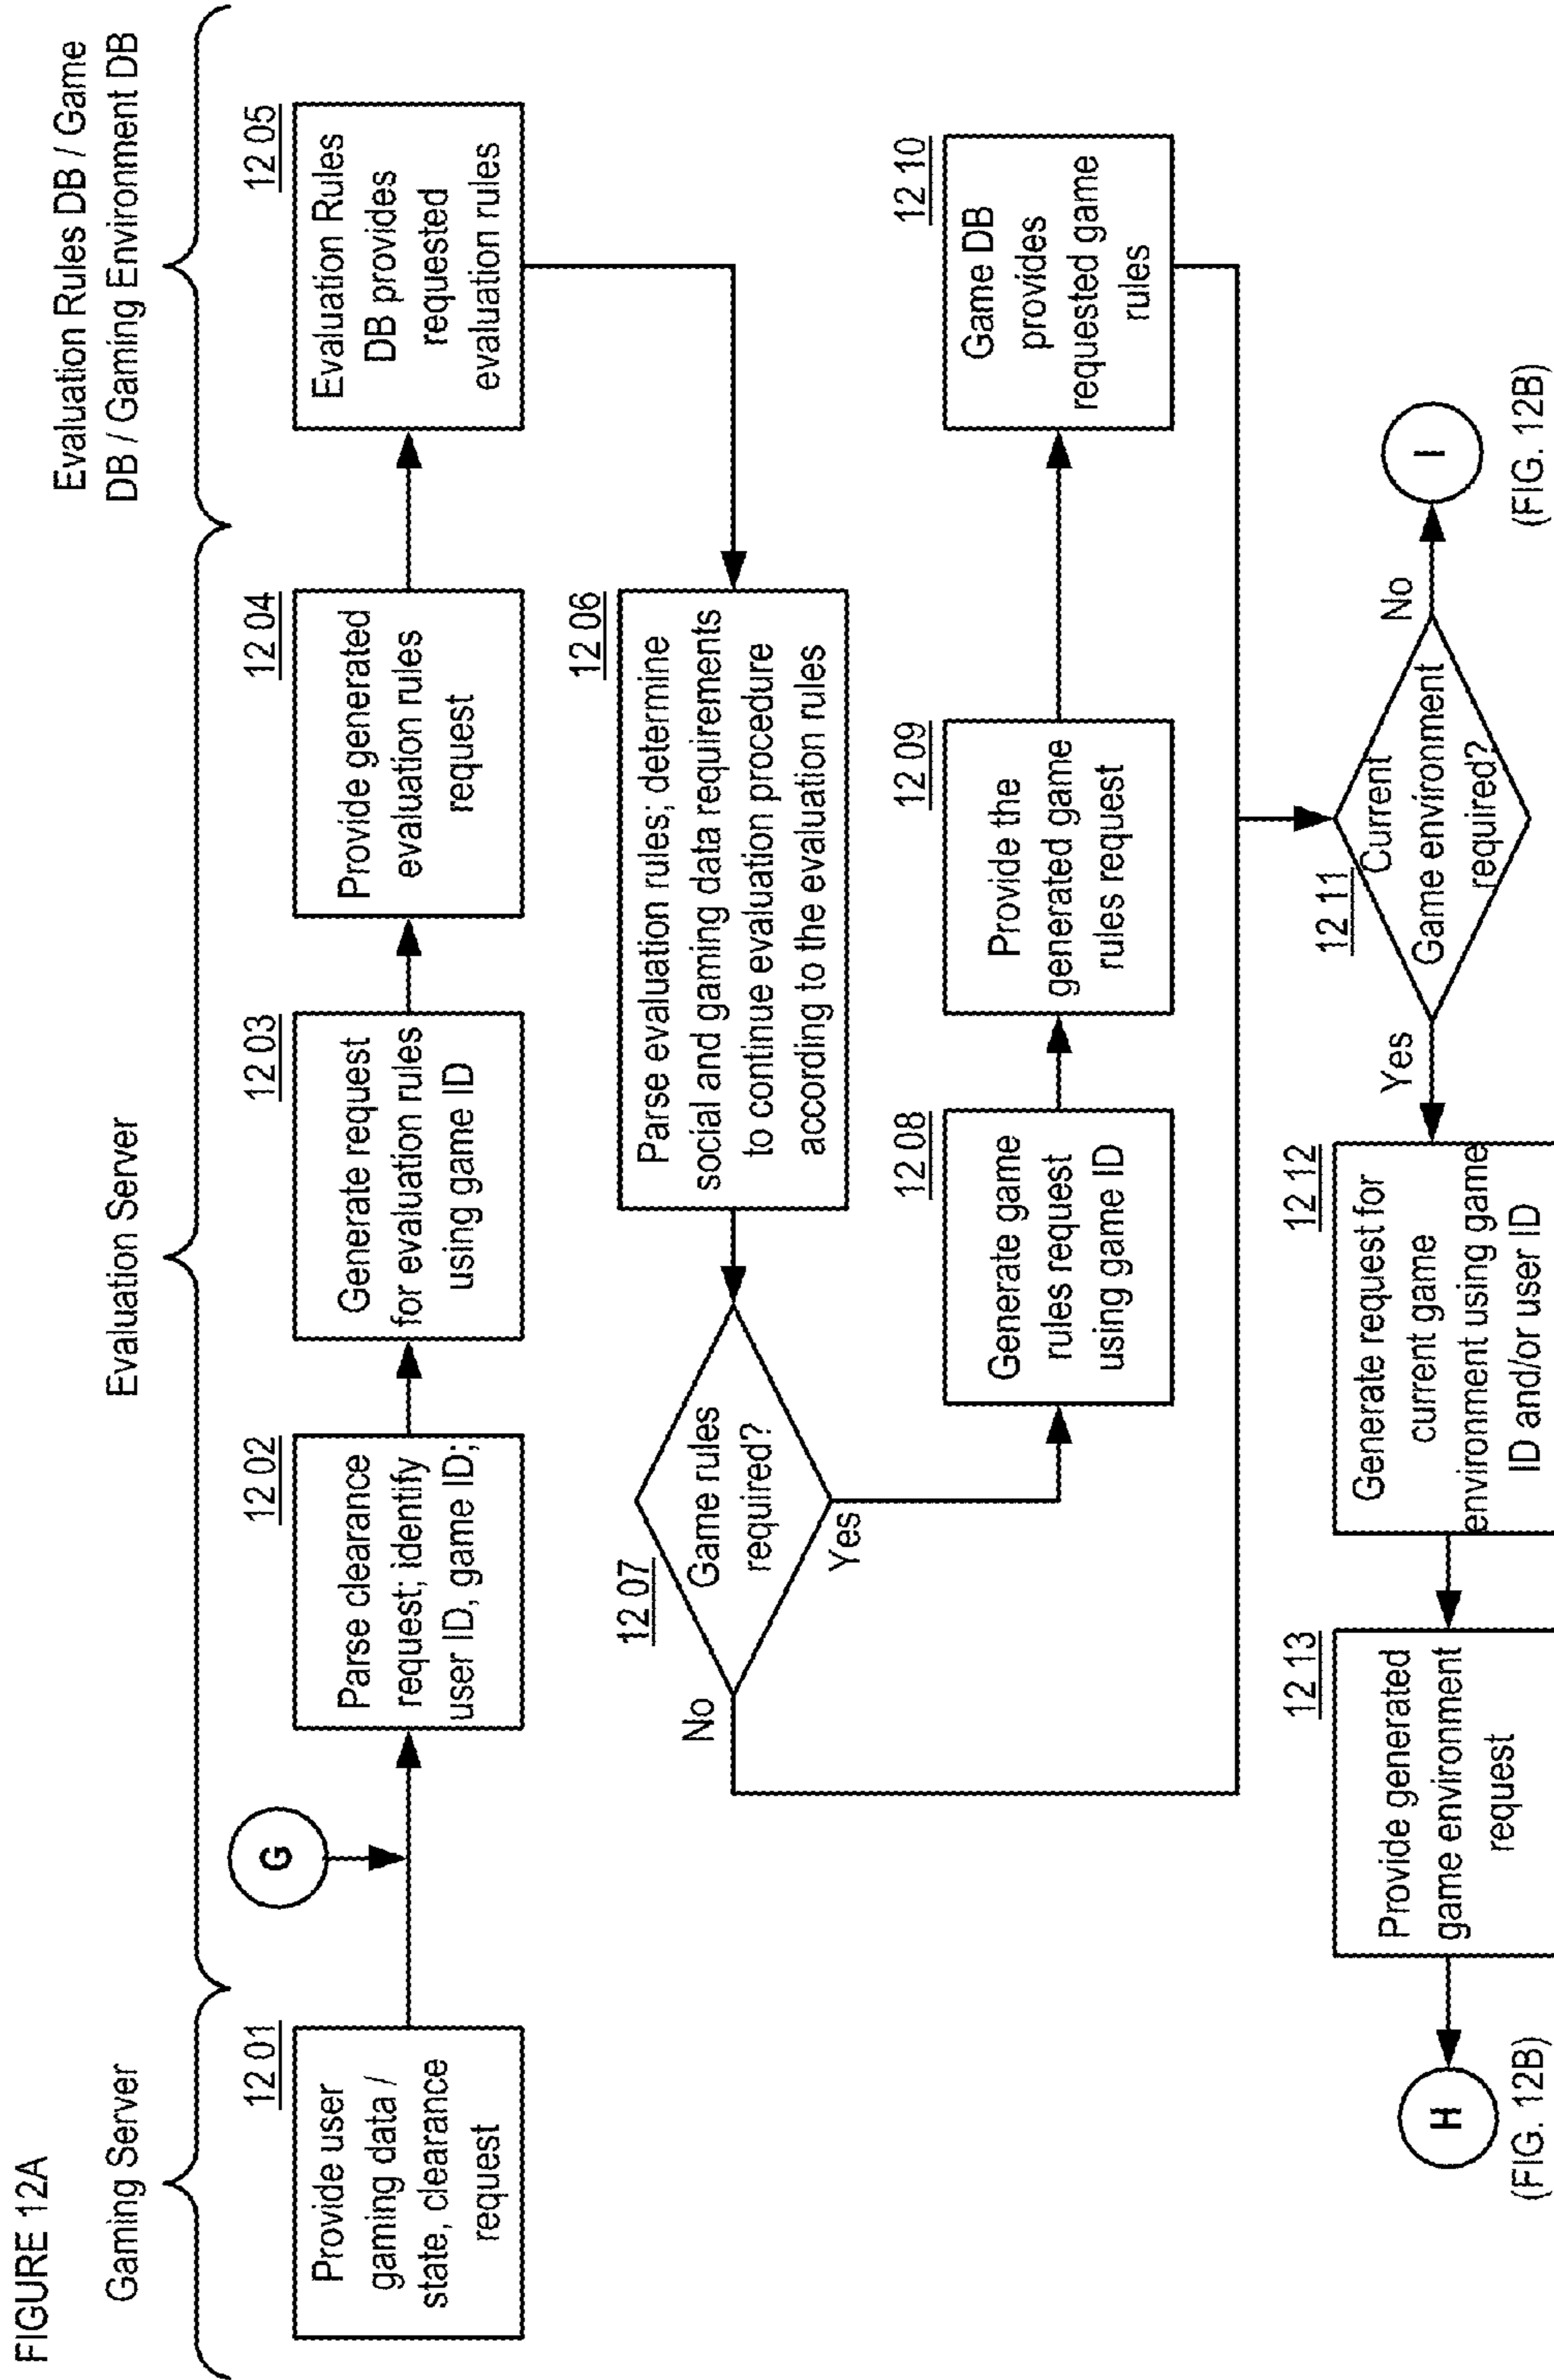 FIGURE 12A
Gaming Server
Evaluation Server
Evaluation Rules DB / Game
DB / Gaming Environment DB
12 01
Provide user
gaming data /
state, clearance
request
G
12 02
Parse clearance
request; identify
user ID, game ID;
12 03
Generate request
for evaluation rules
using game ID
12 04
Provide generated
evaluation rules
request
12 05
Evaluation Rules
DB provides
requested
evaluation rules
12 06
Parse evaluation rules; determine
social and gaming data requirements
to continue evaluation procedure
according to the evaluation rules
12 07
Game rules
required?
No
Yes
12 08
Generate game
rules request
using game ID
12 09
Provide the
generated game
rules request
12 10
Game DB
provides
requested game
rules
12 11
Current
Game environment
required?
Yes
No
I
(FIG. 12B)
12 12
Generate request for
current game
environment using game
ID and/or user ID
12 13
Provide generated
game environment
request
H
(FIG. 12B)